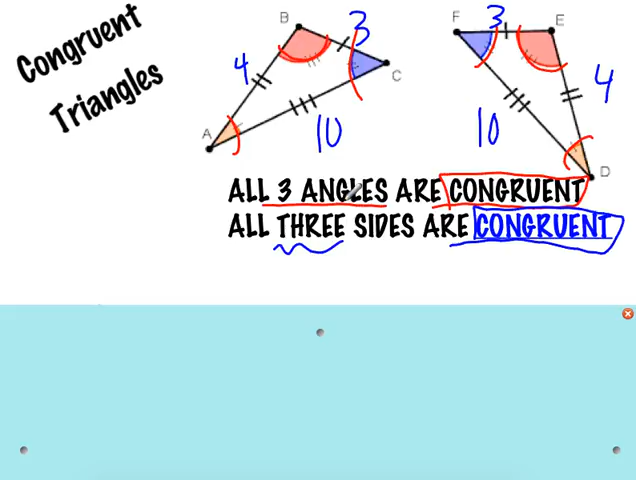 Congruent
Triangles
B
3
4
C
10
A
F
3
E
4
10
D
ALL 3 ANGLES ARE CONGRUENT
ALL THREE SIDES ARE CONGRUENT